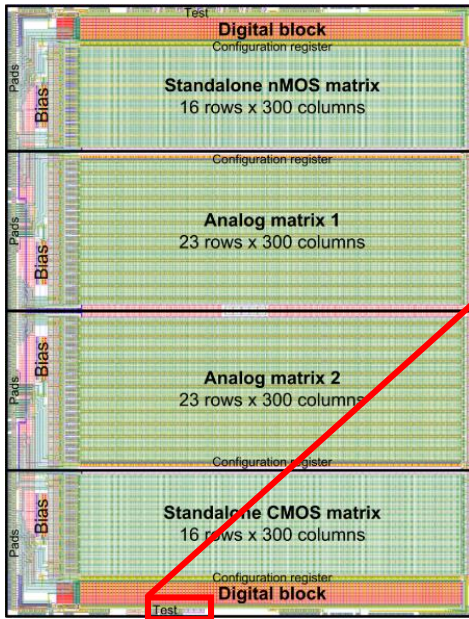 Test
Digital block
Configuration register
Pads
Bias
Standalone nMOS matrix
16 rows x 300 columns
Configuration register
Pads
Bias
Analog matrix 1
23 rows x 300 columns
Bias
Pads
Analog matrix 2
23 rows x 300 columns
Configuration register
Bias
Pads
Standalone CMOS matrix
16 rows x 300 columns
Configuration register
Digital block
Test